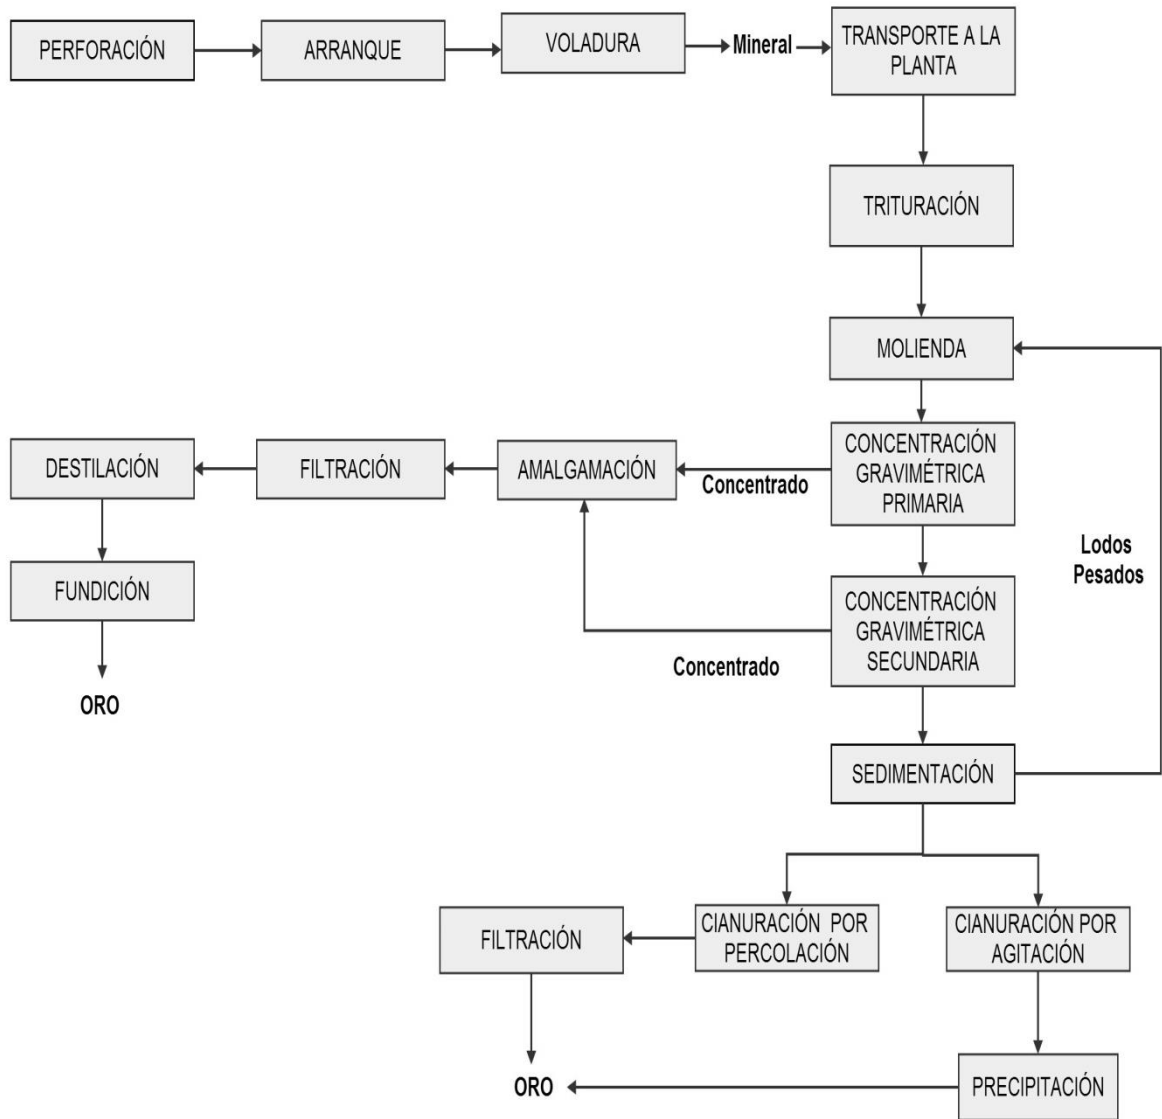 PERFORACIÓN
ARRANQUE
VOLADURA
Mineral
TRANSPORTE A LA
PLANTA
TRITURACIÓN
MOLIENDA
DESTILACIÓN
FILTRACIÓN
AMALGAMACIÓN
Concentrado
CONCENTRACIÓN
GRAVIMÉTRICA
PRIMARIA
Lodos
Pesados
FUNDICIÓN
CONCENTRACIÓN
GRAVIMÉTRICA
SECUNDARIA
Concentrado
ORO
SEDIMENTACIÓN
FILTRACIÓN
CIANURACIÓN POR
PERCOLACIÓN
CIANURACIÓN POR
AGITACIÓN
ORO
PRECIPITACIÓN